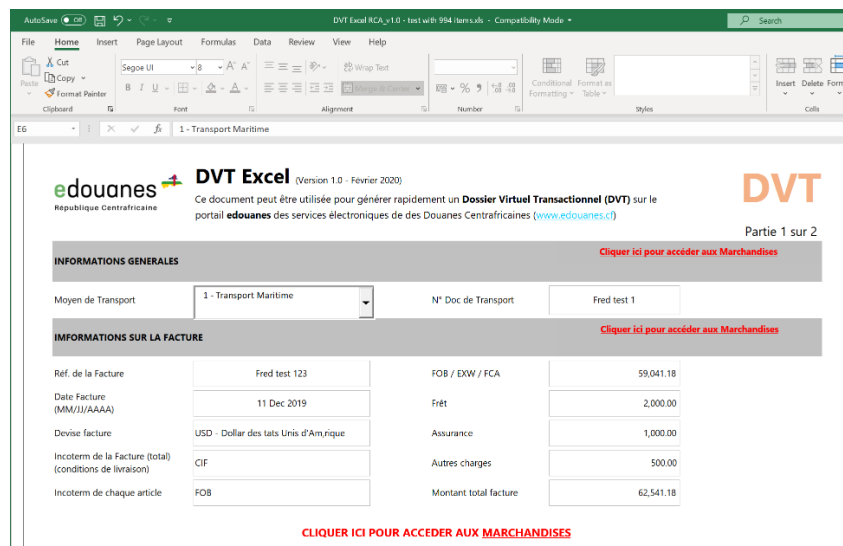 AutoSave Off DVT Excel RCA_v1.0 - test with 994 items.xls - Compatibility Mode Search
File Home Insert Page Layout Formulas Data Review View Help
Paste Cut Copy Format Painter Segoe UI 8 Wrap Text Merge & Center Conditional Formatting Format as Table Insert Delete
Clipboard Font Alignment Number Styles Cells
E6 fx 1 - Transport Maritime
edouanes
République Centrafricaine
DVT Excel (Version 1.0 - Février 2020)
Ce document peut être utilisée pour générer rapidement un Dossier Virtuel Transactionnel (DVT) sur le
portail edouanes des services électroniques de des Douanes Centrafricaines (www.edouanes.cf)
DVT
Partie 1 sur 2
INFORMATIONS GENERALES Cliquer ici pour accéder aux Marchandises
Moyen de Transport 1 - Transport Maritime N° Doc de Transport Fred test 1
IMFORMATIONS SUR LA FACTURE Cliquer ici pour accéder aux Marchandises
Réf. de la Facture Fred test 123 FOB / EXW / FCA 59,041.18
Date Facture
(MM/JJ/AAAA) 11 Dec 2019 Frêt 2,000.00
Devise facture USD - Dollar des tats Unis d'Am,rique Assurance 1,000.00
Incoterm de la Facture (total)
(conditions de livraison) CIF Autres charges 500.00
Incoterm de chaque article FOB Montant total facture 62,541.18
CLIQUER ICI POUR ACCEDER AUX MARCHANDISES